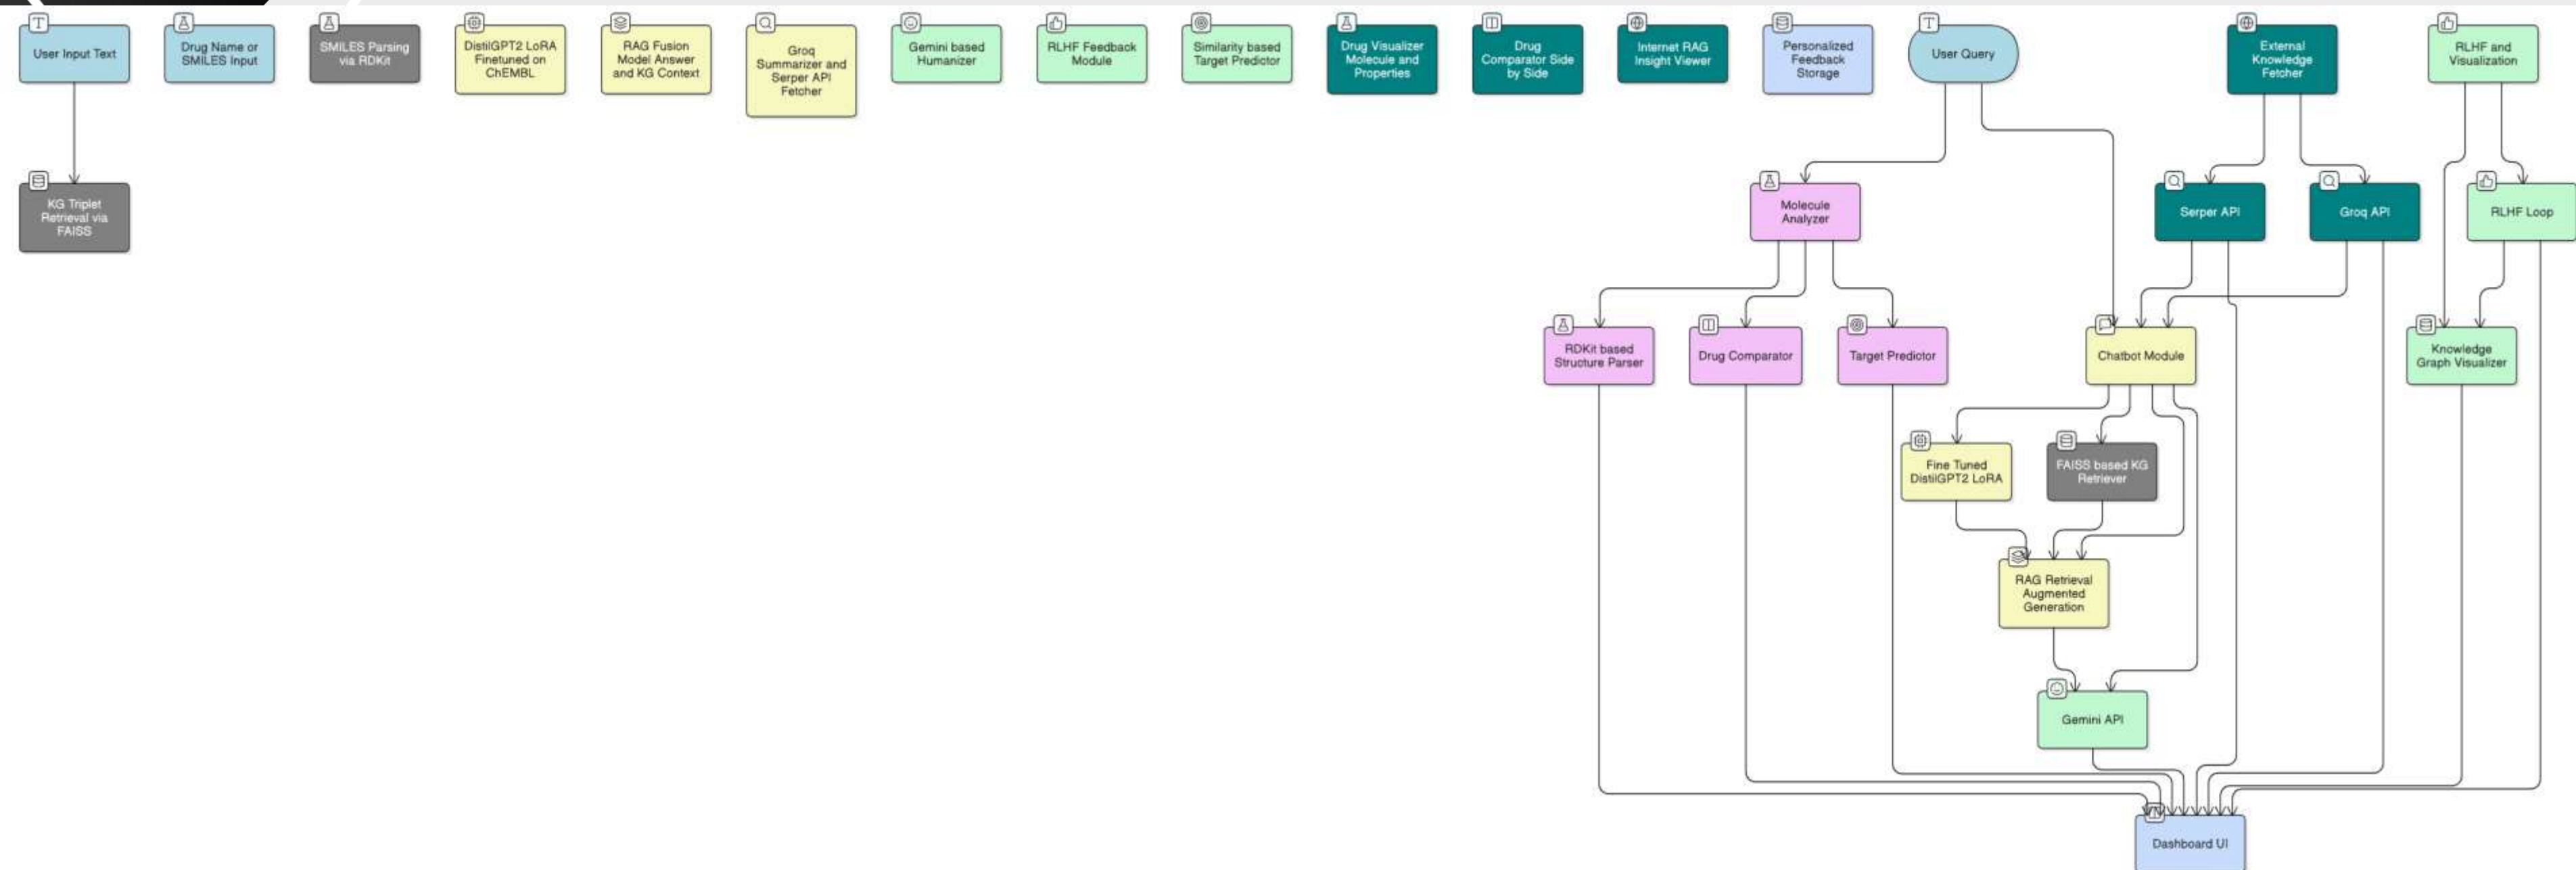 User Input Text
Drug Name or
SMILES Input
SMILES Parsing
via RDKit
DistilGPT2 LoRA
Finetuned on
ChEMBL
RAG Fusion
Model Answer
and KG Context
Groq
Summarizer and
Serper API
Fetcher
Gemini based
Humanizer
RLHF Feedback
Module
Similarity based
Target Predictor
Drug Visualizer
Molecule and
Properties
Drug
Comparator Side
by Side
Internet RAG
Insight Viewer
Personalized
Feedback
Storage
User Query
External
Knowledge
Fetcher
RLHF and
Visualization
KG Triplet
Retrieval via
FAISS
Molecule
Analyzer
Serper API
Groq API
RLHF Loop
RDKit based
Structure Parser
Drug Comparator
Target Predictor
Chatbot Module
Knowledge
Graph Visualizer
Fine Tuned
DistilGPT2 LoRA
FAISS based KG
Retriever
RAG Retrieval
Augmented
Generation
Gemini API
Dashboard UI